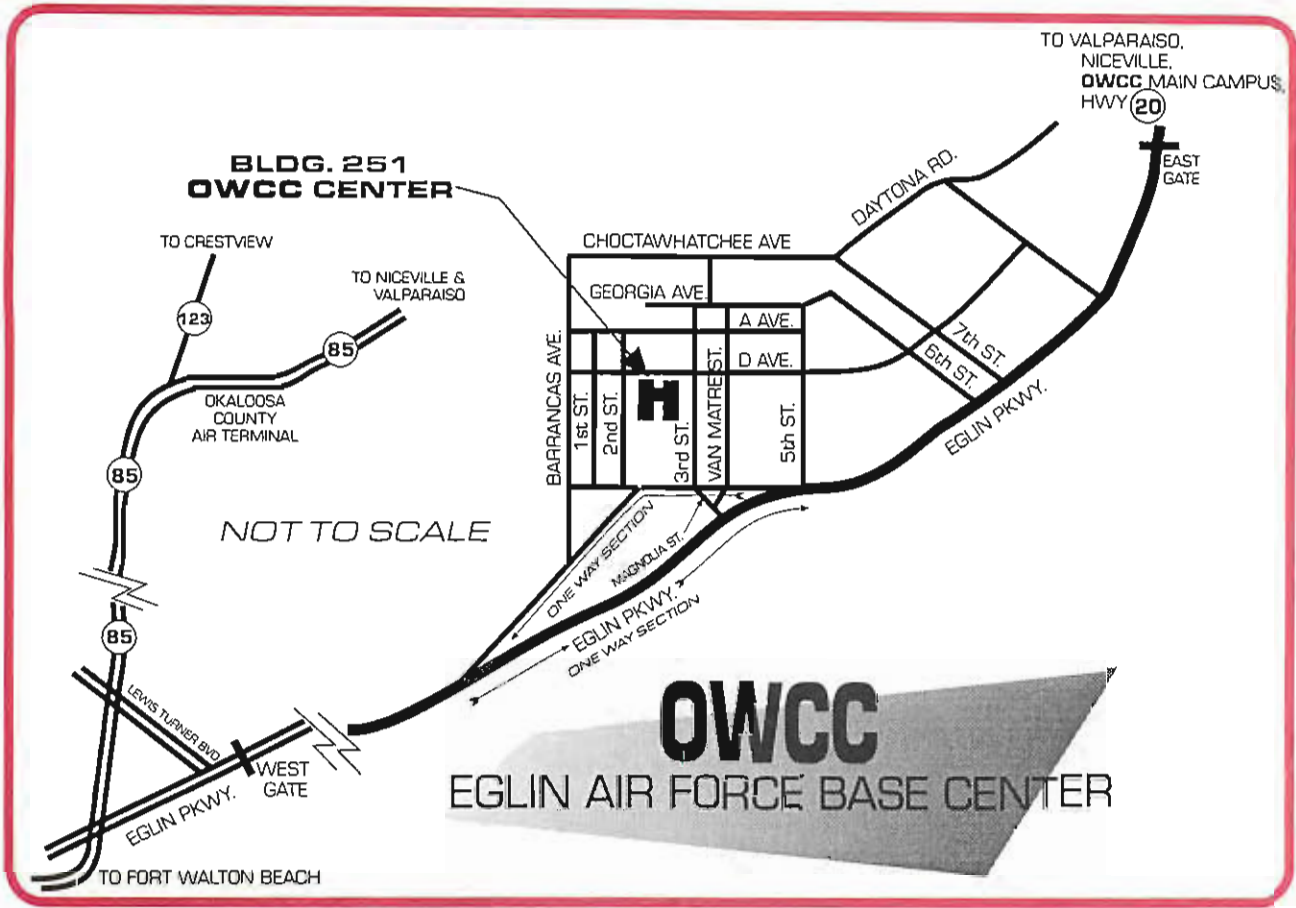 TO VALPARAISO,
NICEVILLE,
OWCC MAIN CAMPUS,
HWY 20
EAST
GATE
BLDG. 251
OWCC CENTER
DAYTONA RD.
TO CRESTVIEW
CHOCTAWHATCHEE AVE
TO NICEVILLE &
VALPARAISO
GEORGIA AVE.
123
A AVE.
85
D AVE.
7th ST.
6th ST.
OKALOOSA
COUNTY
AIR TERMINAL
BARRANCAS AVE.
1st ST.
2nd ST.
H
3rd ST.
VAN MATRE ST.
5th ST.
EGLIN PKWY.
85
NOT TO SCALE
ONE WAY SECTION
MAGNOLIA ST.
EGLIN PKWY.
ONE WAY SECTION
85
LEWIS TURNER BVD.
WEST
GATE
EGLIN PKWY.
TO FORT WALTON BEACH
OWCC
EGLIN AIR FORCE BASE CENTER